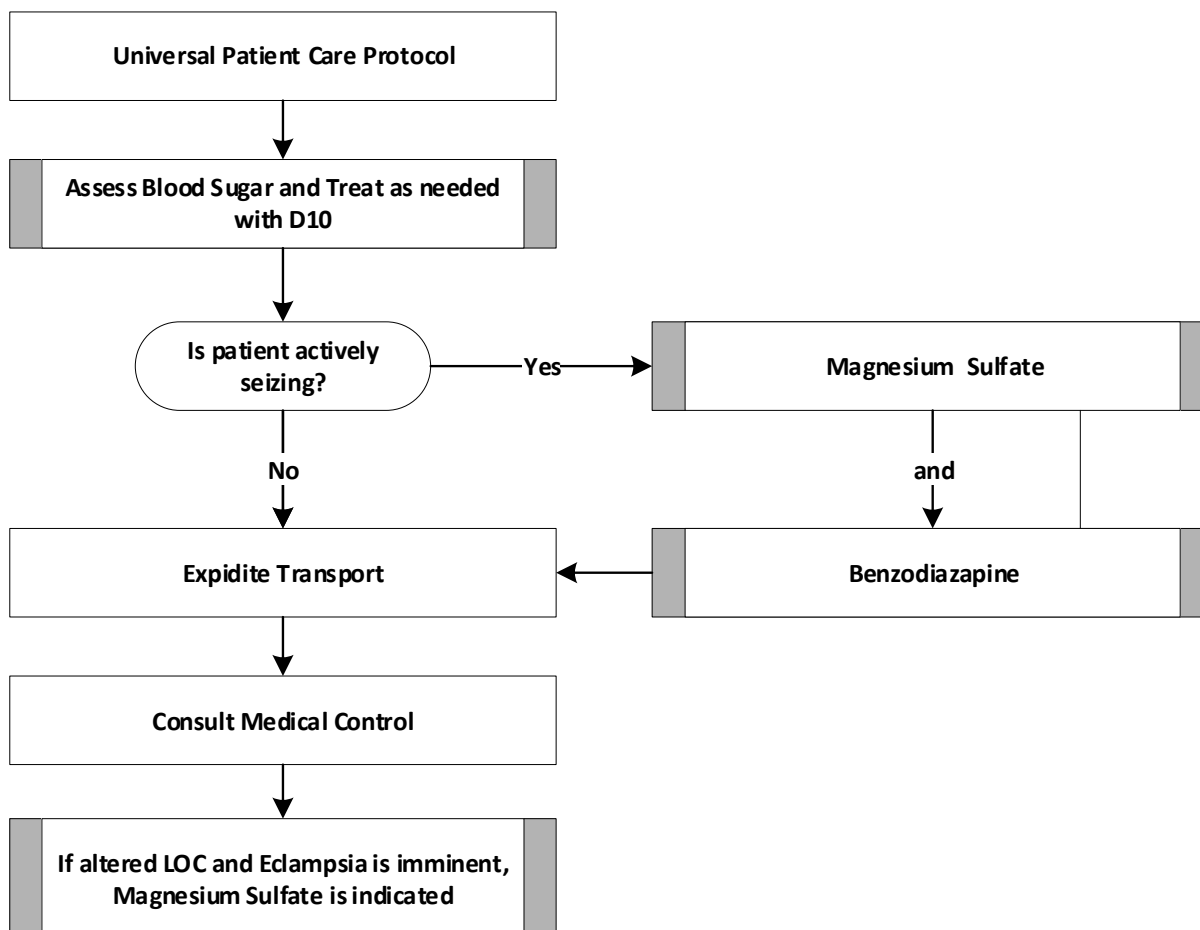 Universal Patient Care Protocol
Assess Blood Sugar and Treat as needed
with D10
Is patient actively
seizing?
Yes
Magnesium Sulfate
No
and
Expidite Transport
Benzodiazapine
Consult Medical Control
If altered LOC and Eclampsia is imminent,
Magnesium Sulfate is indicated